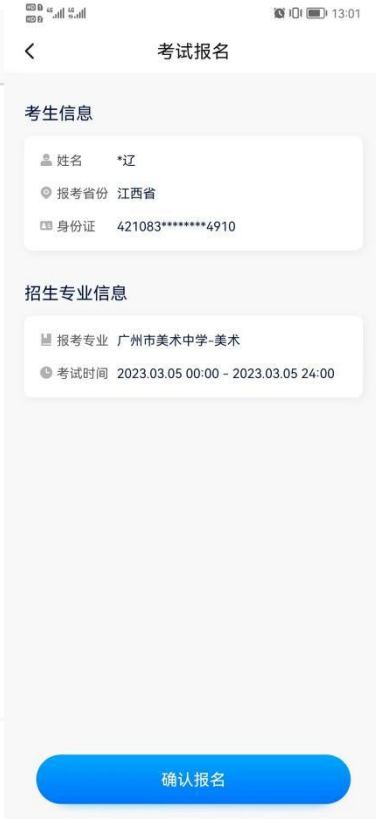 13:01
考试报名
考生信息
姓名 *辽
报考省份 江西省
身份证 421083********4910
招生专业信息
报考专业 广州市美术中学-美术
考试时间 2023.03.05 00:00 - 2023.03.05 24:00
确认报名